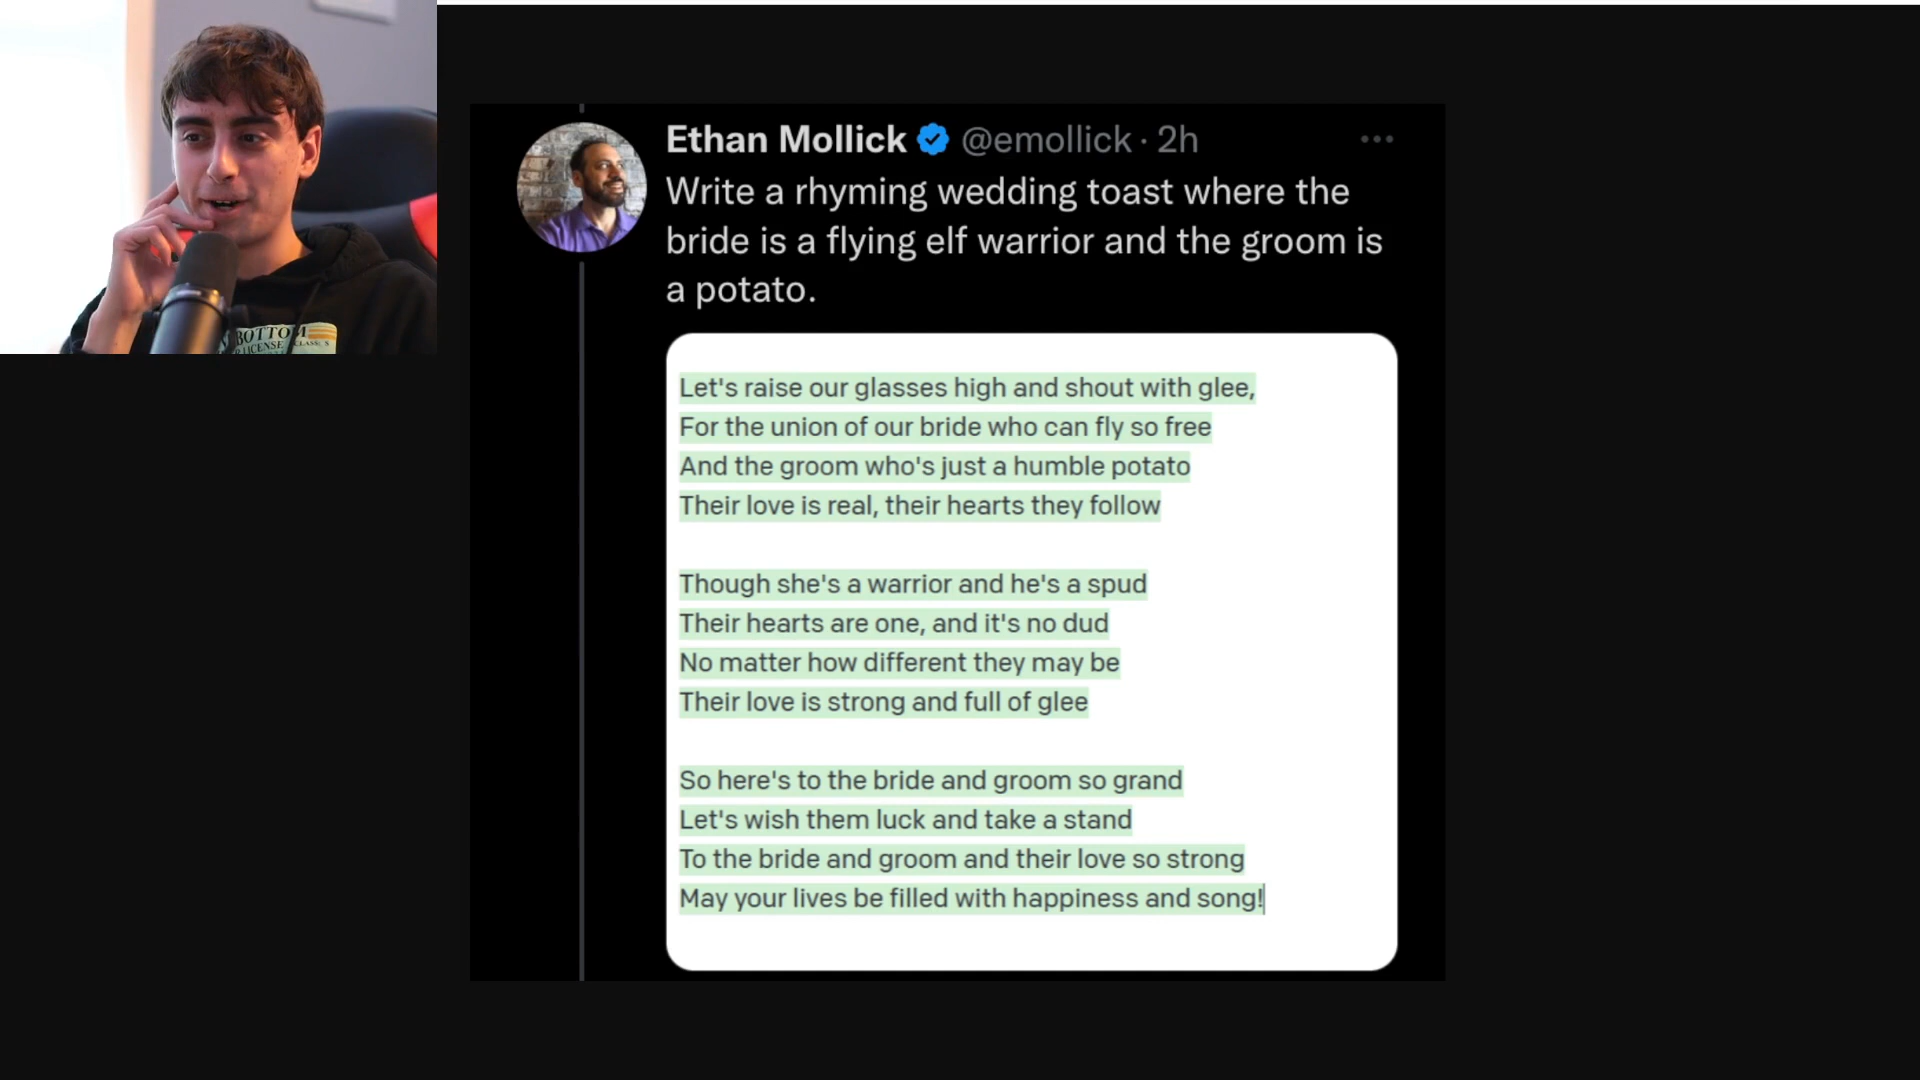 BOTTOM
R LICENSE CLASS: S
Ethan Mollick @emollick · 2h
Write a rhyming wedding toast where the
bride is a flying elf warrior and the groom is
a potato.
Let's raise our glasses high and shout with glee,
For the union of our bride who can fly so free
And the groom who's just a humble potato
Their love is real, their hearts they follow
Though she's a warrior and he's a spud
Their hearts are one, and it's no dud
No matter how different they may be
Their love is strong and full of glee
So here's to the bride and groom so grand
Let's wish them luck and take a stand
To the bride and groom and their love so strong
May your lives be filled with happiness and song!